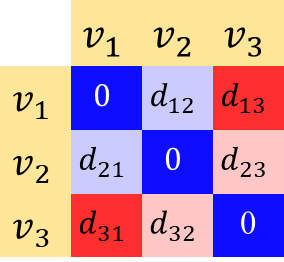 v₁ v₂ v₃
v₁ 0 d₁₂ d₁₃
v₂ d₂₁ 0 d₂₃
v₃ d₃₁ d₃₂ 0